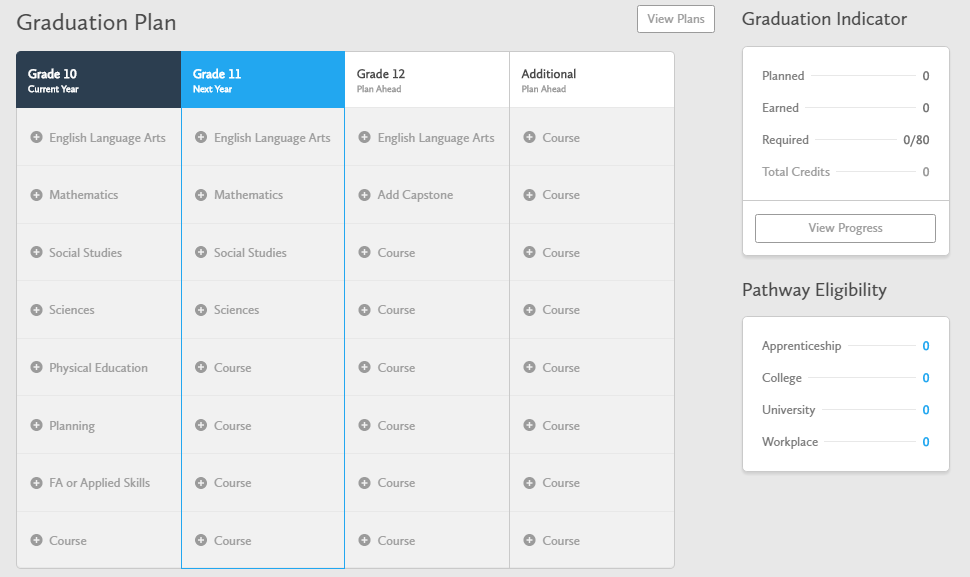 Graduation Plan
View Plans
Grade 10
Current Year
Grade 11
Next Year
Grade 12
Plan Ahead
Additional
Plan Ahead
English Language Arts
English Language Arts
English Language Arts
Course
Mathematics
Mathematics
Add Capstone
Course
Social Studies
Social Studies
Course
Course
Sciences
Sciences
Course
Course
Physical Education
Course
Course
Course
Planning
Course
Course
Course
FA or Applied Skills
Course
Course
Course
Course
Course
Course
Course
Graduation Indicator
Planned 0
Earned 0
Required 0/80
Total Credits 0
View Progress
Pathway Eligibility
Apprenticeship 0
College 0
University 0
Workplace 0